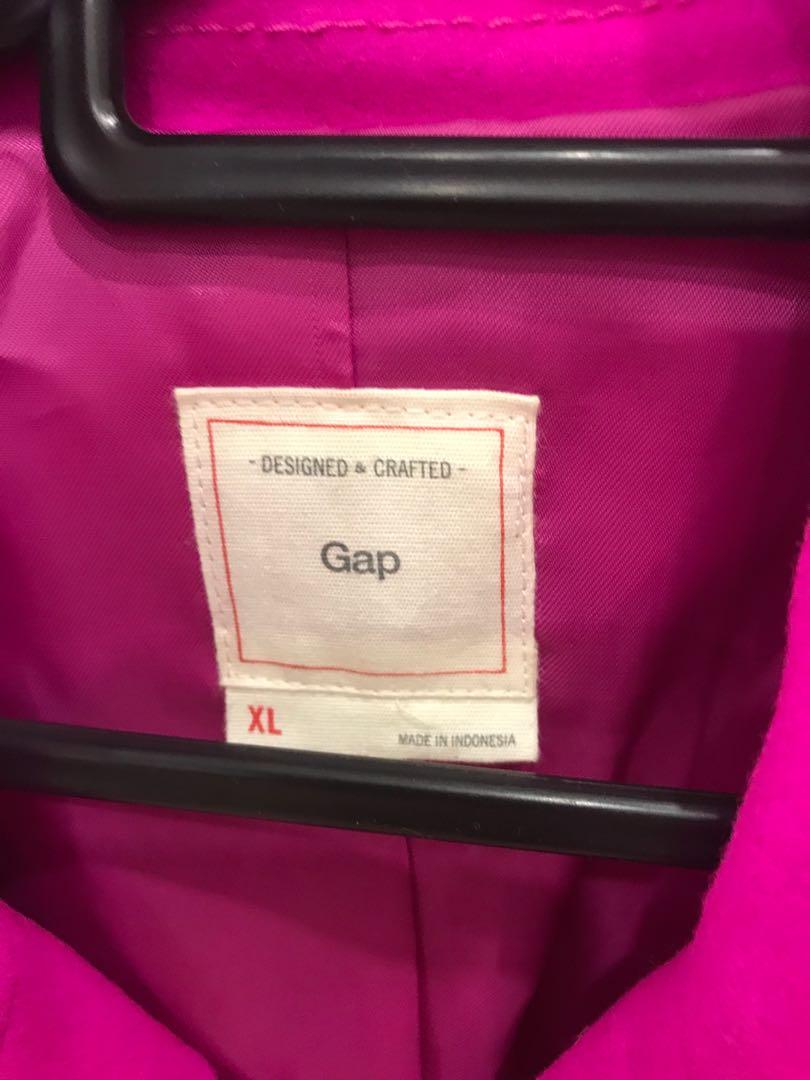 - DESIGNED & CRAFTED -
Gap
XL
MADE IN INDONESIA